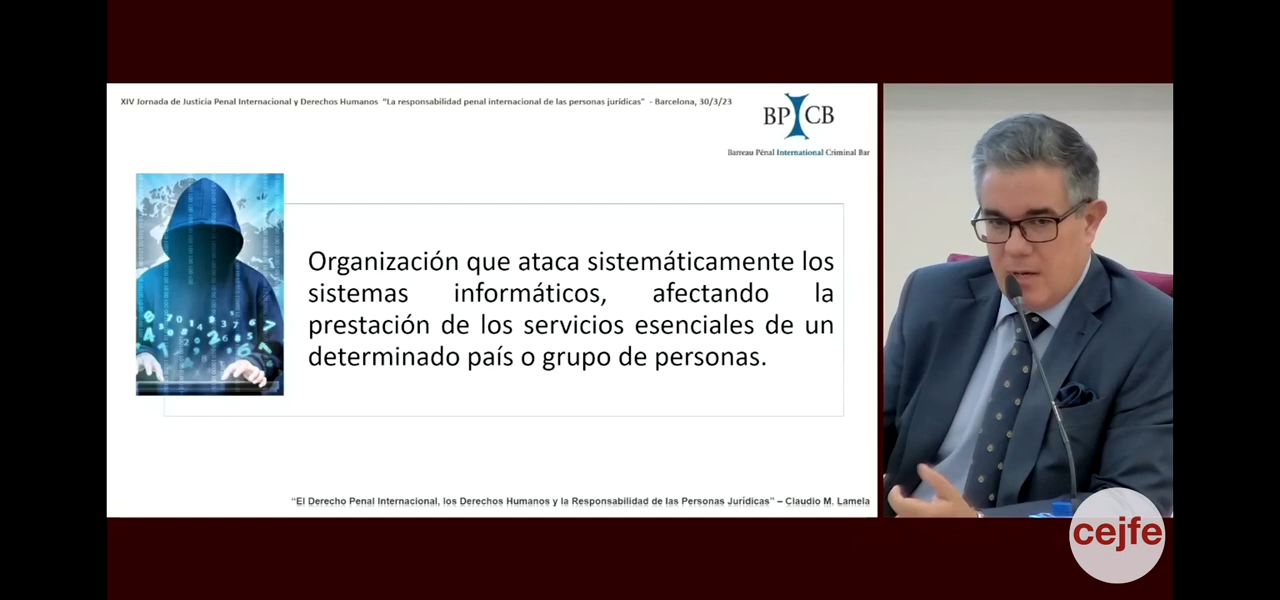 XIV Jornada de Justicia Penal Internacional y Derechos Humanos "La responsabilidad penal internacional de las personas jurídicas" - Barcelona, 30/3/23
BP CB
Barreau Pénal International Criminal Bar
Organización que ataca sistemáticamente los
sistemas informáticos, afectando la
prestación de los servicios esenciales de un
determinado país o grupo de personas.
"El Derecho Penal Internacional, los Derechos Humanos y la Responsabilidad de las Personas Jurídicas" – Claudio M. Lamela
cejfe